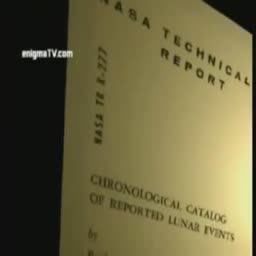 NASA TECHNICAL
REPORT
enigmaTV.com
NASA TR R-277
CHRONOLOGICAL CATALOG
OF REPORTED LUNAR EVENTS
by